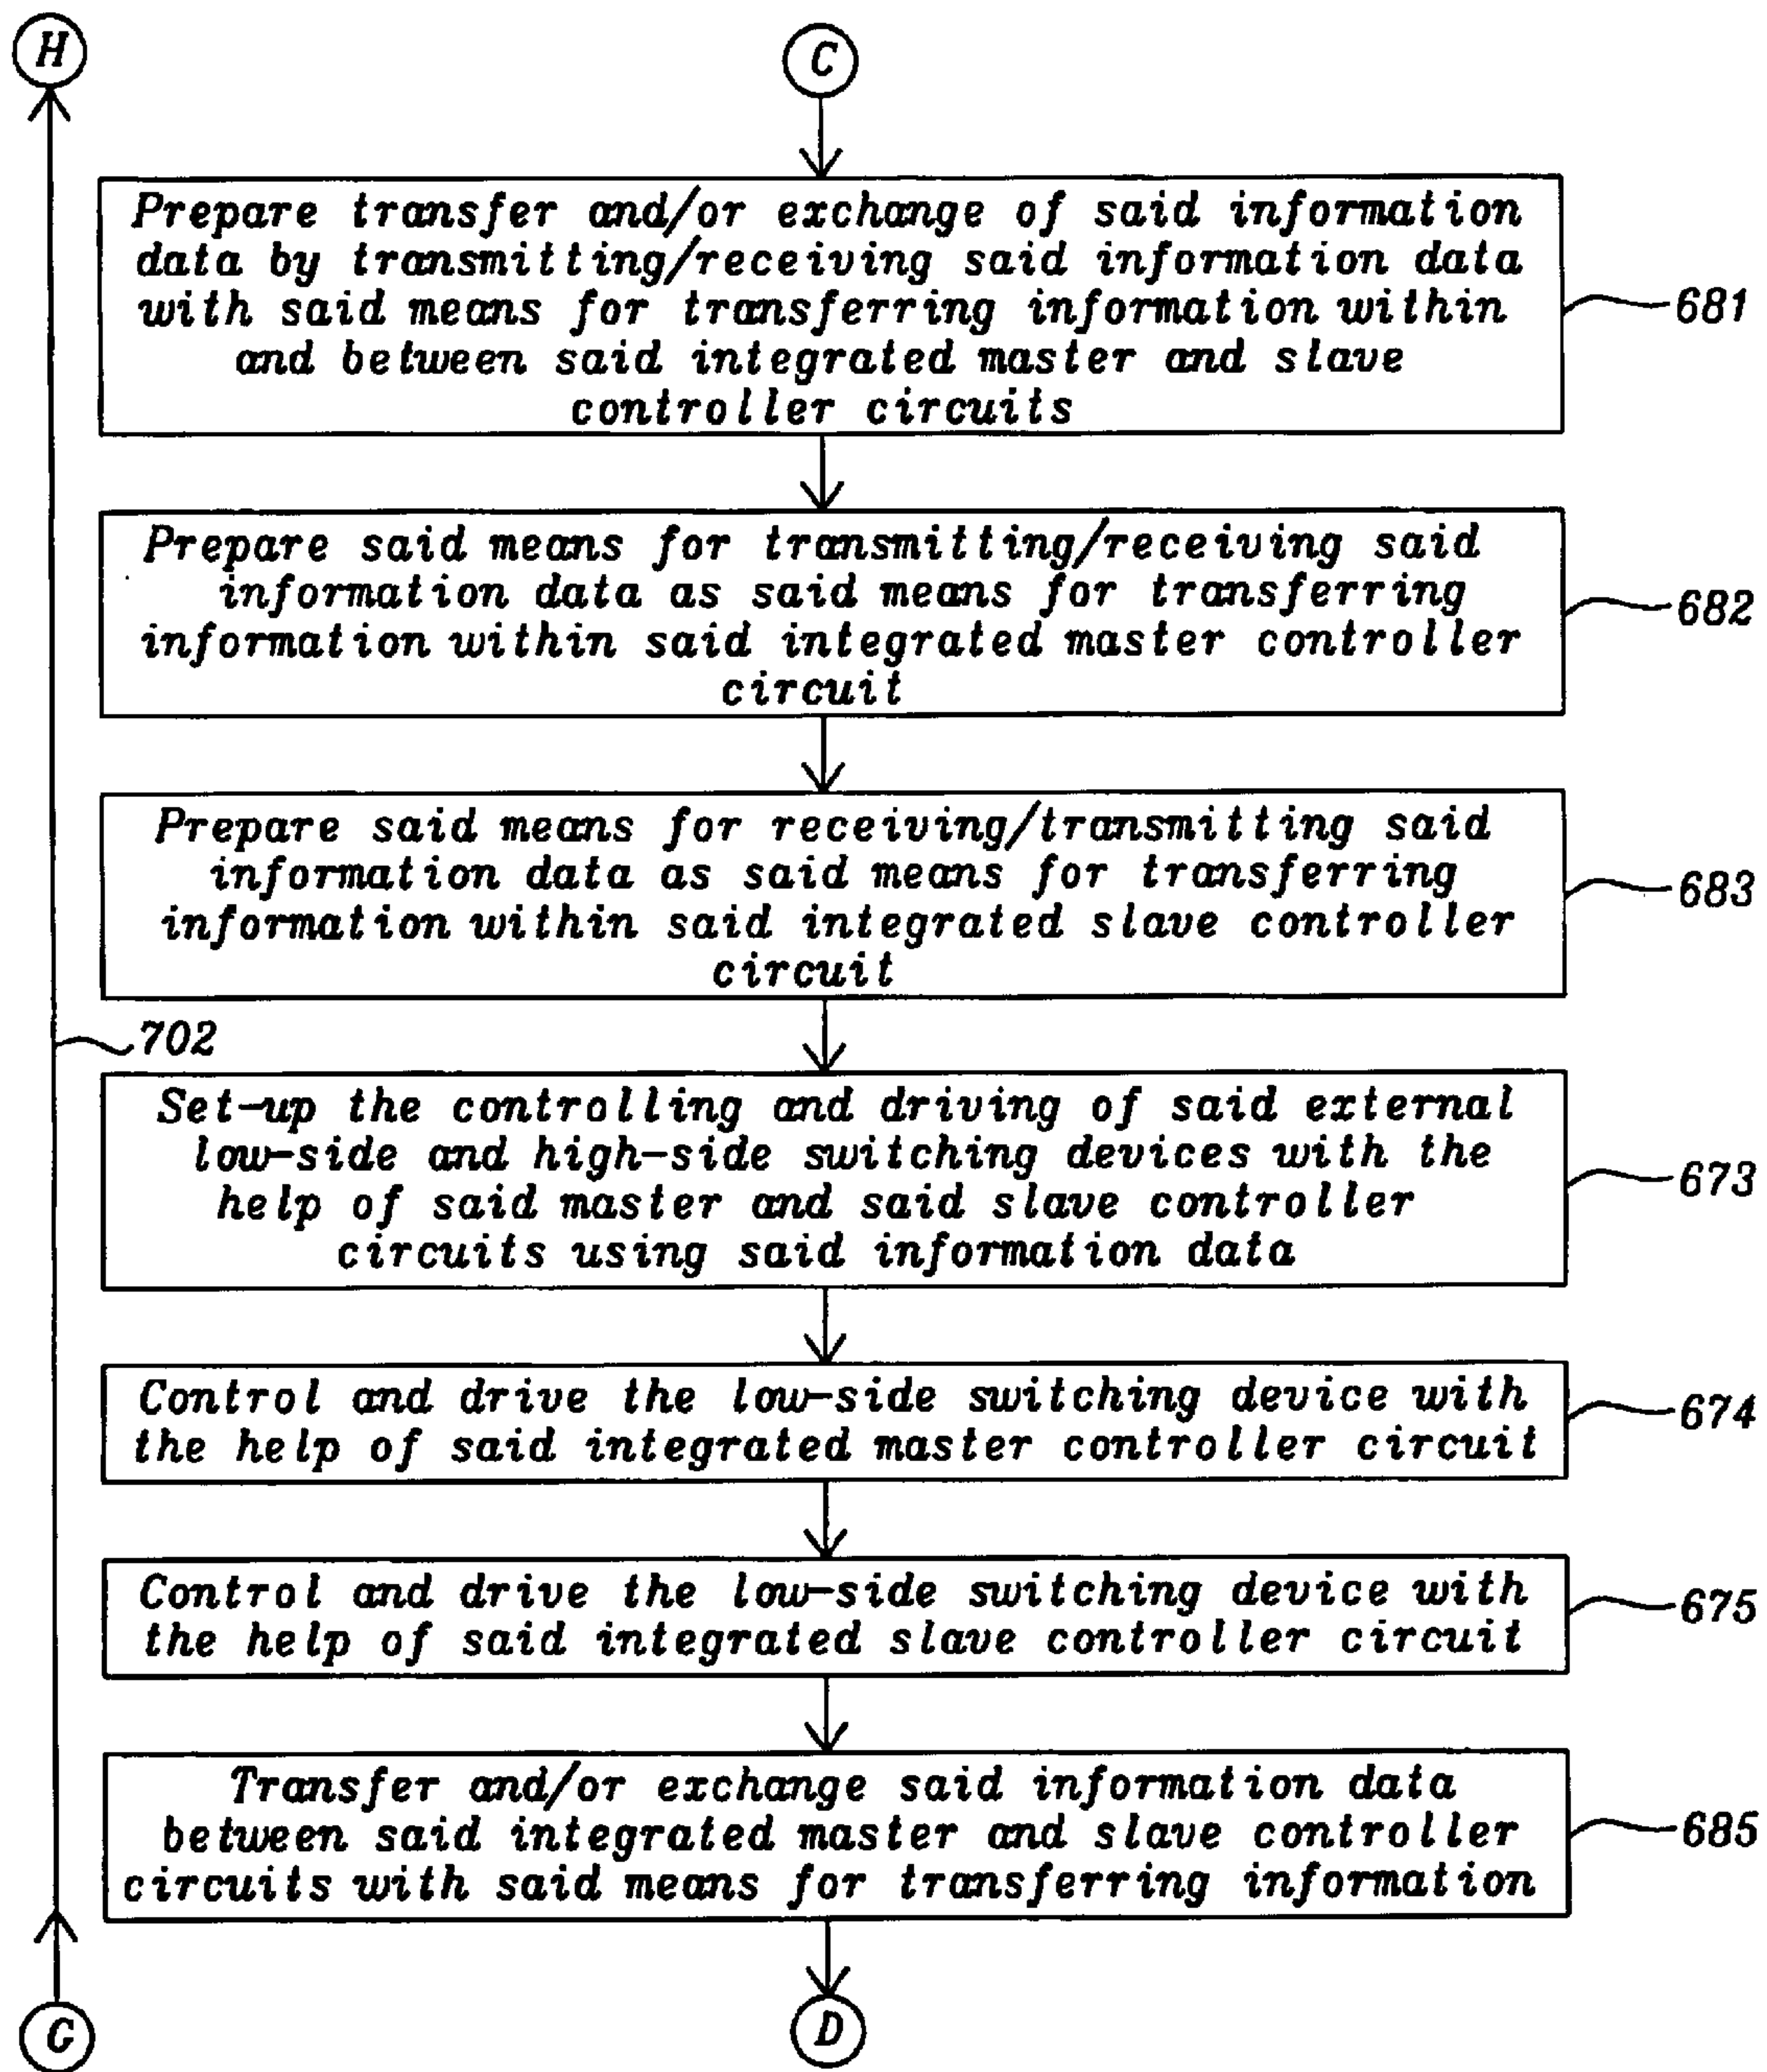 H
C
Prepare transfer and/or exchange of said information
data by transmitting/receiving said information data
with said means for transferring information within
and between said integrated master and slave
controller circuits
681
Prepare said means for transmitting/receiving said
information data as said means for transferring
information within said integrated master controller
circuit
682
Prepare said means for receiving/transmitting said
information data as said means for transferring
information within said integrated slave controller
circuit
683
702
Set-up the controlling and driving of said external
low-side and high-side switching devices with the
help of said master and said slave controller
circuits using said information data
673
Control and drive the low-side switching device with
the help of said integrated master controller circuit
674
Control and drive the low-side switching device with
the help of said integrated slave controller circuit
675
Transfer and/or exchange said information data
between said integrated master and slave controller
circuits with said means for transferring information
685
G
D